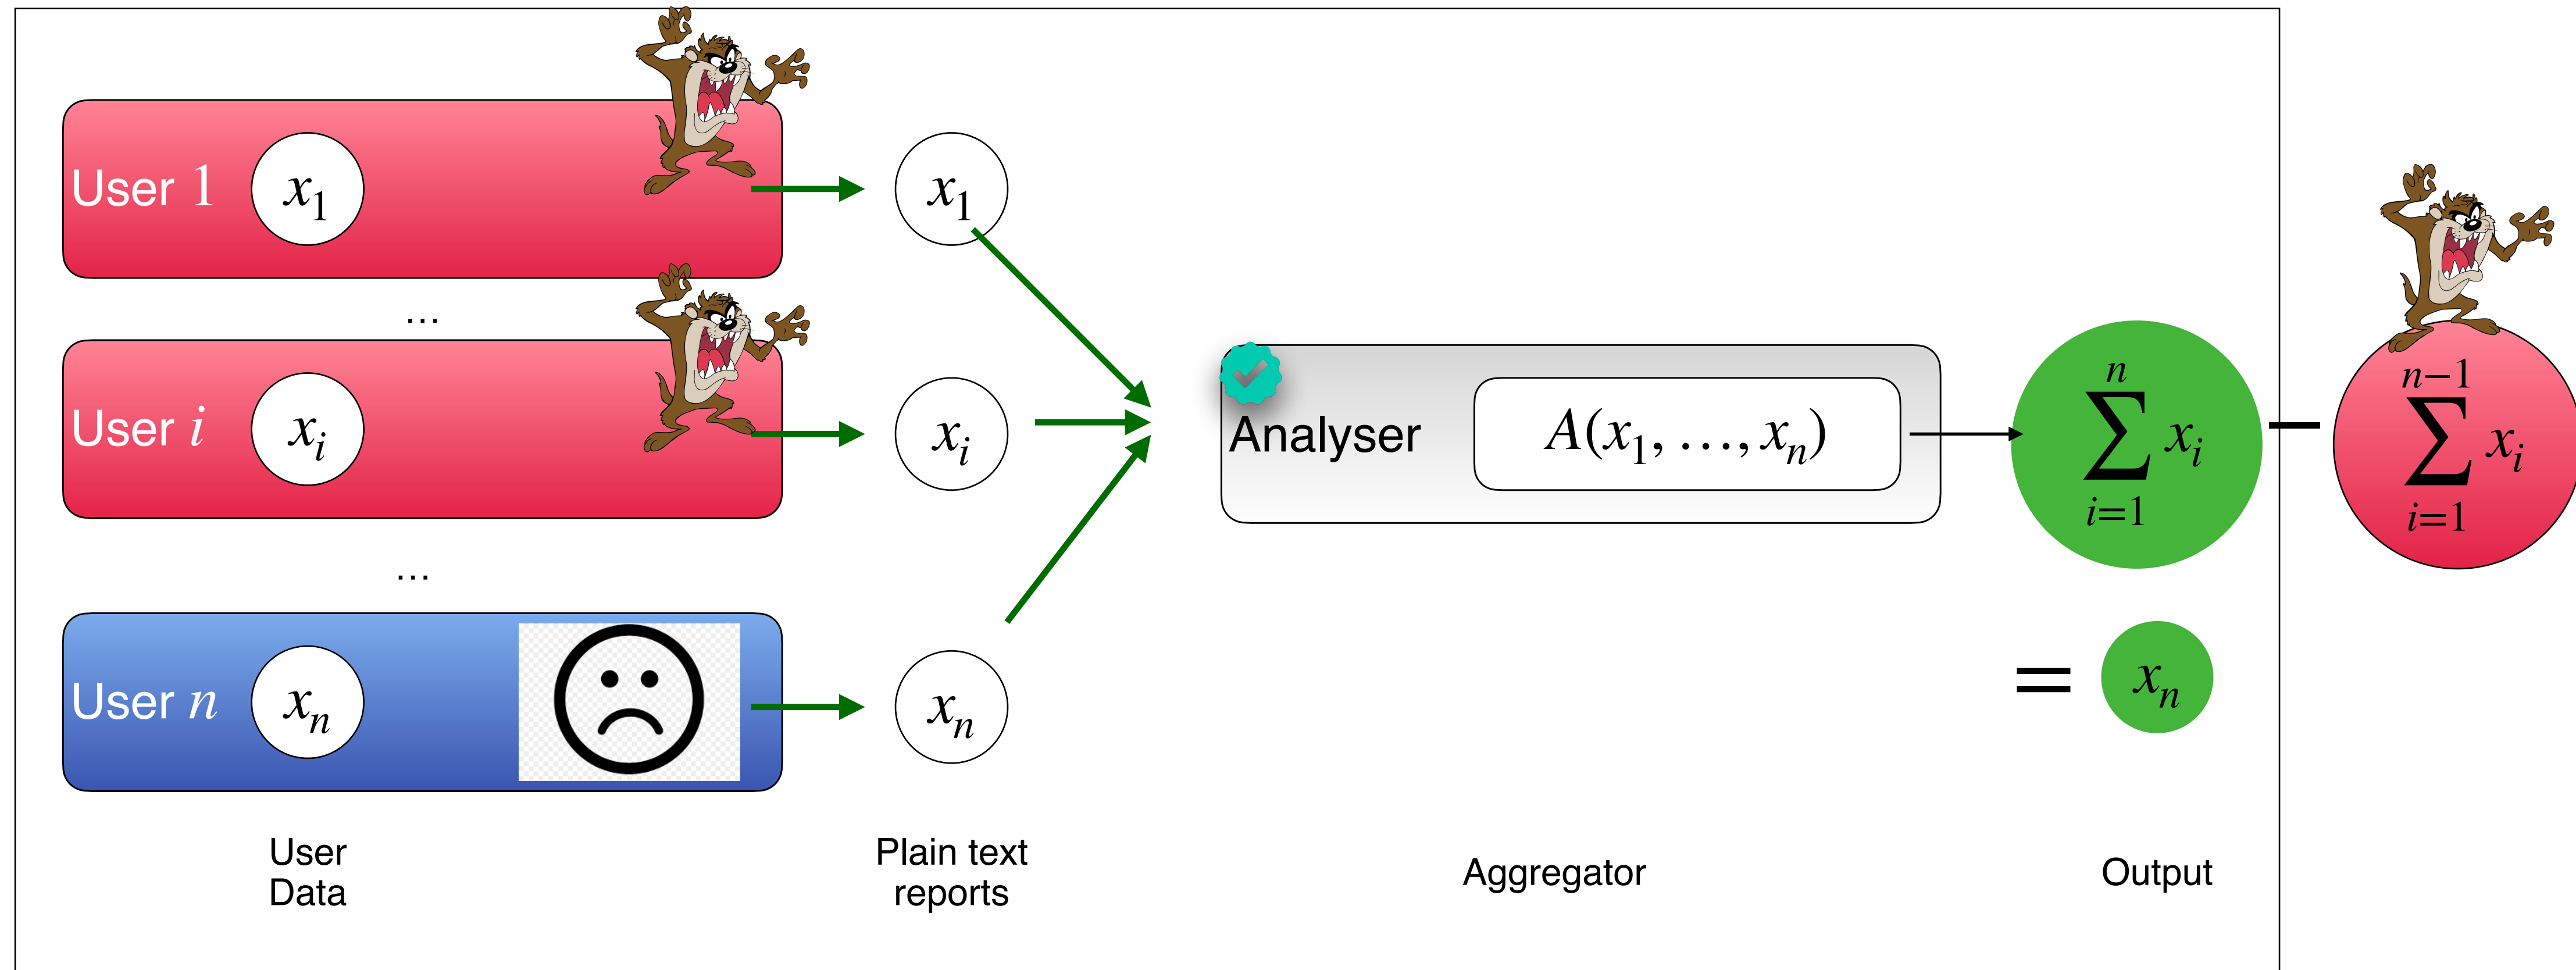 User 1 x₁
x₁
...
User i xᵢ
xᵢ
...
User n xₙ
xₙ
Analyser A(x₁, …, xₙ)
n
∑ xᵢ
i=1
−
n−1
∑ xᵢ
i=1
= xₙ
User
Data
Plain text
reports
Aggregator
Output